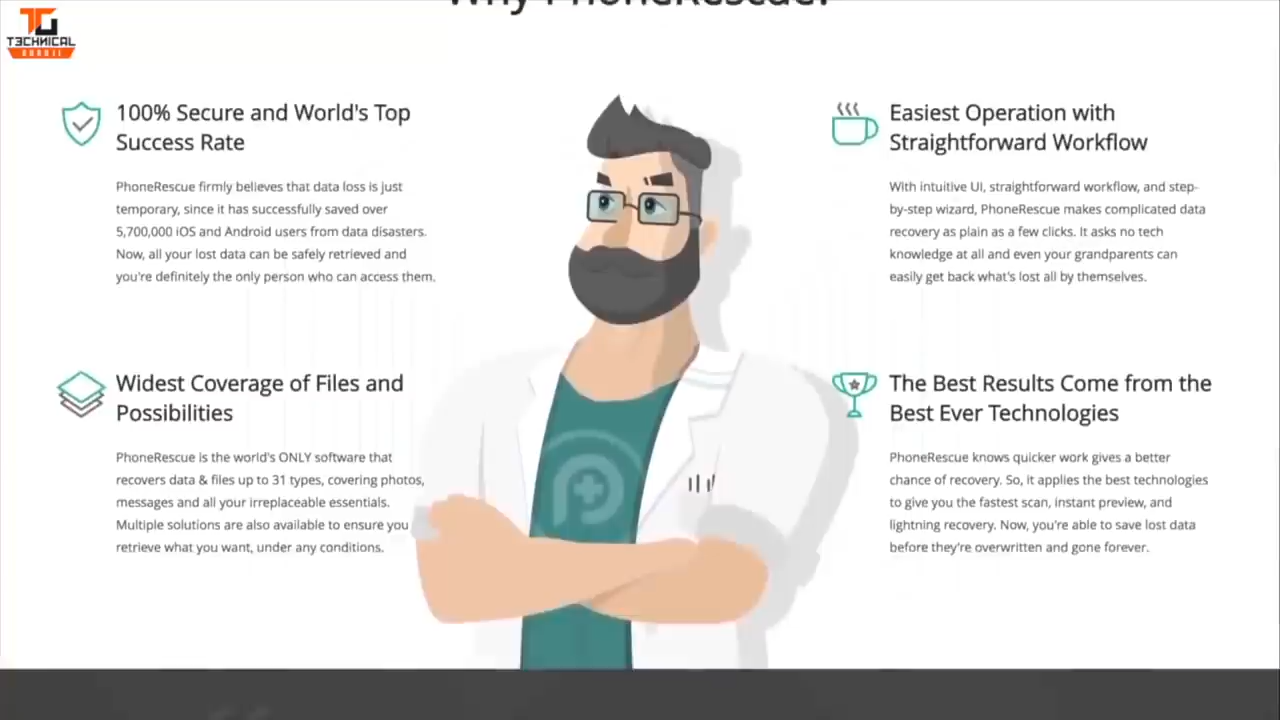 Why PhoneRescue?
TG
TECHNICAL
100% Secure and World's Top
Success Rate
PhoneRescue firmly believes that data loss is just
temporary, since it has successfully saved over
5,700,000 iOS and Android users from data disasters.
Now, all your lost data can be safely retrieved and
you're definitely the only person who can access them.
Easiest Operation with
Straightforward Workflow
With intuitive UI, straightforward workflow, and step-
by-step wizard, PhoneRescue makes complicated data
recovery as plain as a few clicks. It asks no tech
knowledge at all and even your grandparents can
easily get back what's lost all by themselves.
Widest Coverage of Files and
Possibilities
PhoneRescue is the world's ONLY software that
recovers data & files up to 31 types, covering photos,
messages and all your irreplaceable essentials.
Multiple solutions are also available to ensure you
retrieve what you want, under any conditions.
The Best Results Come from the
Best Ever Technologies
PhoneRescue knows quicker work gives a better
chance of recovery. So, it applies the best technologies
to give you the fastest scan, instant preview, and
lightning recovery. Now, you're able to save lost data
before they're overwritten and gone forever.